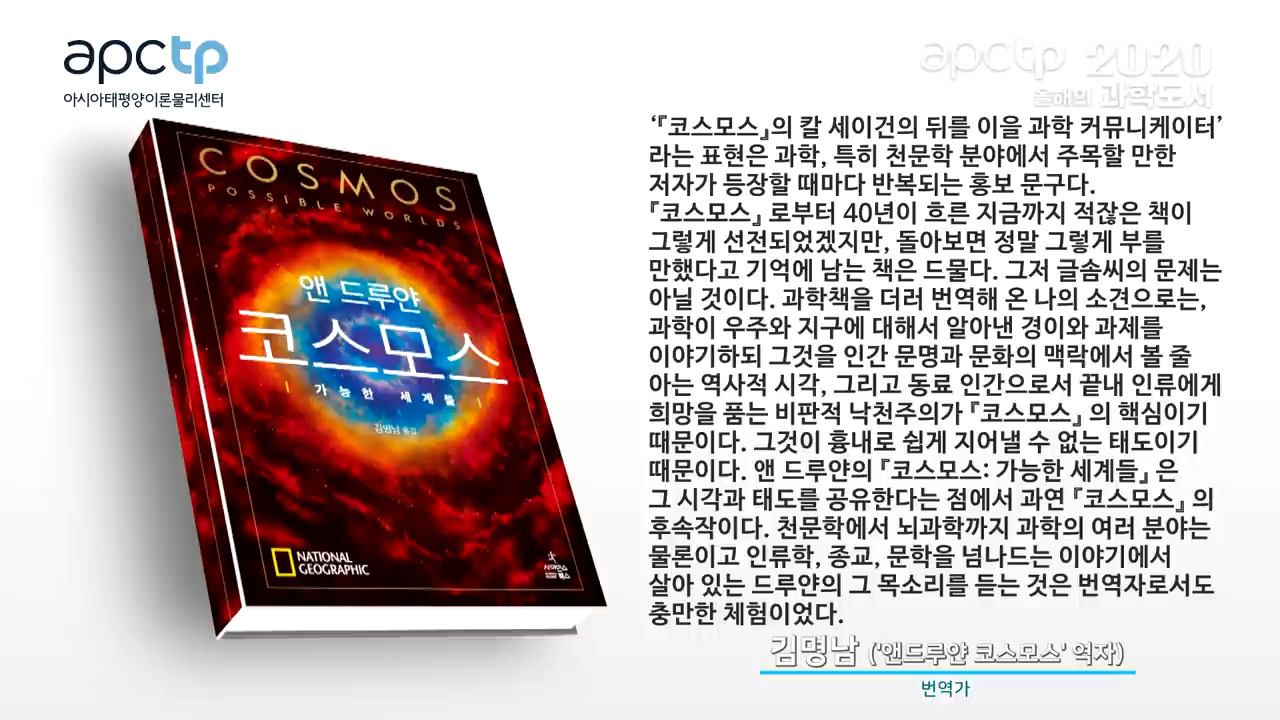 apctp
아시아태평양이론물리센터
apctp 2020
올해의 과학도서
COSMOS
POSSIBLE WORLDS
앤 드루얀
코스모스
| 가능한 세계들 |
김명남 옮김
NATIONAL
GEOGRAPHIC
사이언스
북스
‘『코스모스』의 칼 세이건의 뒤를 이을 과학 커뮤니케이터’
라는 표현은 과학, 특히 천문학 분야에서 주목할 만한
저자가 등장할 때마다 반복되는 홍보 문구다.
『코스모스』 로부터 40년이 흐른 지금까지 적잖은 책이
그렇게 선전되었겠지만, 돌아보면 정말 그렇게 부를
만했다고 기억에 남는 책은 드물다. 그저 글솜씨의 문제는
아닐 것이다. 과학책을 더러 번역해 온 나의 소견으로는,
과학이 우주와 지구에 대해서 알아낸 경이와 과제를
이야기하되 그것을 인간 문명과 문화의 맥락에서 볼 줄
아는 역사적 시각, 그리고 동료 인간으로서 끝내 인류에게
희망을 품는 비판적 낙천주의가 『코스모스』 의 핵심이기
때문이다. 그것이 흉내로 쉽게 지어낼 수 없는 태도이기
때문이다. 앤 드루얀의 『코스모스: 가능한 세계들』 은
그 시각과 태도를 공유한다는 점에서 과연 『코스모스』 의
후속작이다. 천문학에서 뇌과학까지 과학의 여러 분야는
물론이고 인류학, 종교, 문학을 넘나드는 이야기에서
살아 있는 드루얀의 그 목소리를 듣는 것은 번역자로서도
충만한 체험이었다.
김명남 ('앤드루얀 코스모스' 역자)
번역가